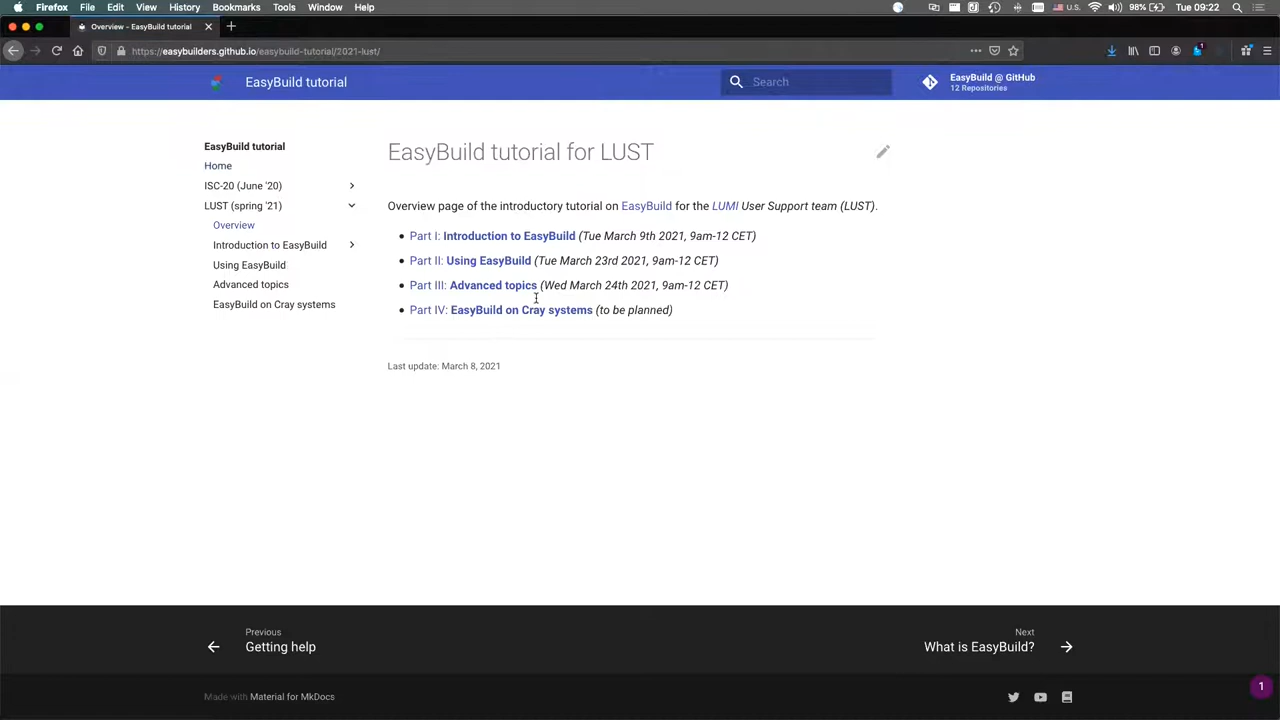 Firefox File Edit View History Bookmarks Tools Window Help U.S. 98% Tue 09:22
Overview - EasyBuild tutorial
https://easybuilders.github.io/easybuild-tutorial/2021-lust/
1
EasyBuild tutorial
Search
EasyBuild @ GitHub
12 Repositories
EasyBuild tutorial
Home
ISC-20 (June '20)
LUST (spring '21)
Overview
Introduction to EasyBuild
Using EasyBuild
Advanced topics
EasyBuild on Cray systems
EasyBuild tutorial for LUST
Overview page of the introductory tutorial on EasyBuild for the LUMI User Support team (LUST).
Part I: Introduction to EasyBuild (Tue March 9th 2021, 9am-12 CET)
Part II: Using EasyBuild (Tue March 23rd 2021, 9am-12 CET)
Part III: Advanced topics (Wed March 24th 2021, 9am-12 CET)
Part IV: EasyBuild on Cray systems (to be planned)
Last update: March 8, 2021
Previous
Getting help
Next
What is EasyBuild?
Made with Material for MkDocs
1